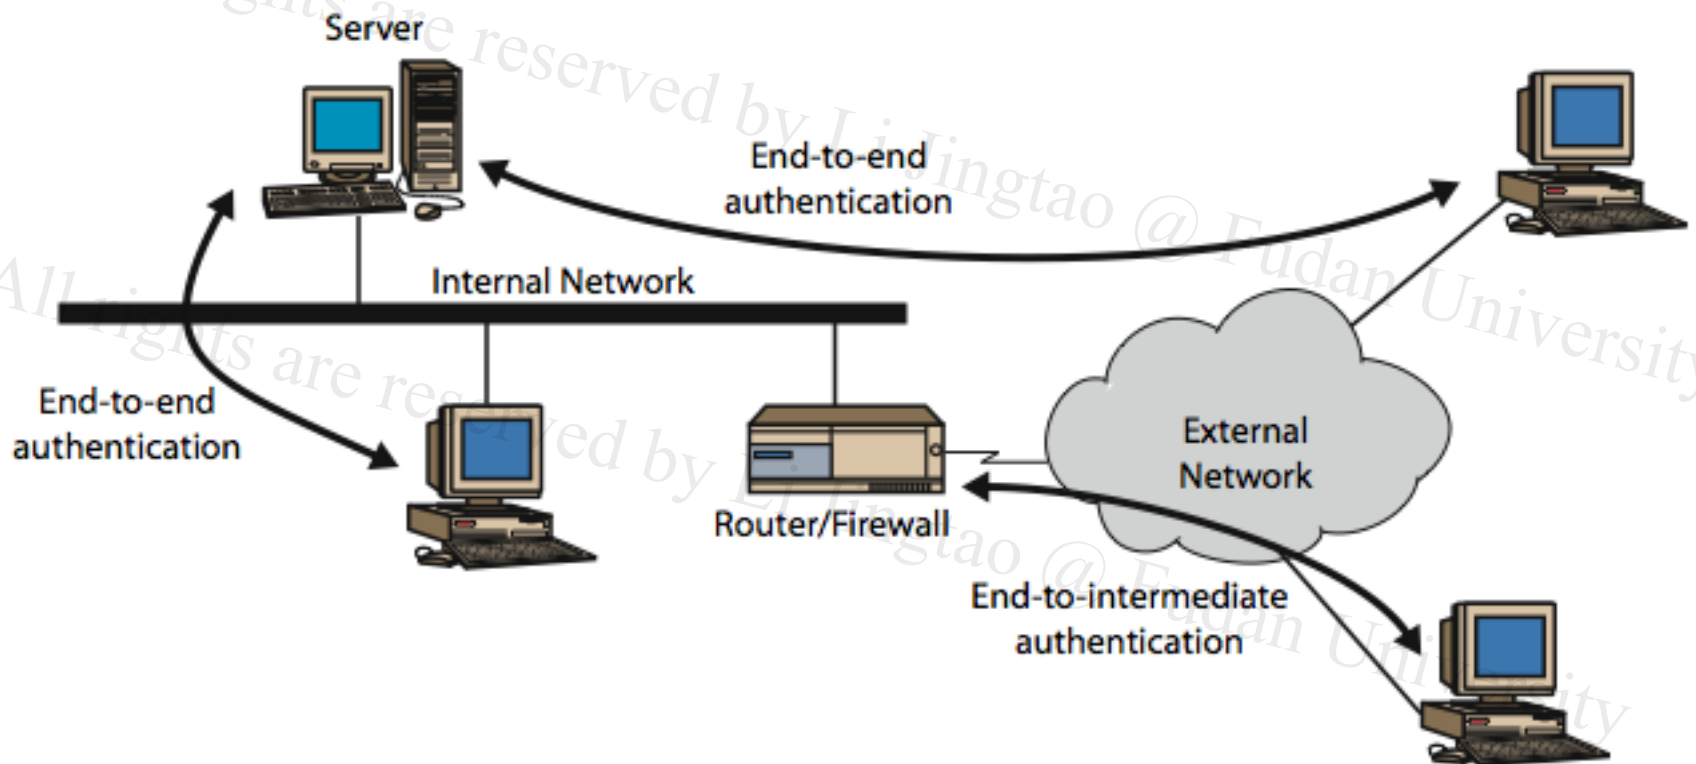 Server
End-to-end
authentication
Internal Network
End-to-end
authentication
External
Network
Router/Firewall
End-to-intermediate
authentication
rights are reserved by Li Jingtao @ Fudan University
All rights are reserved by Li Jingtao @ Fudan University